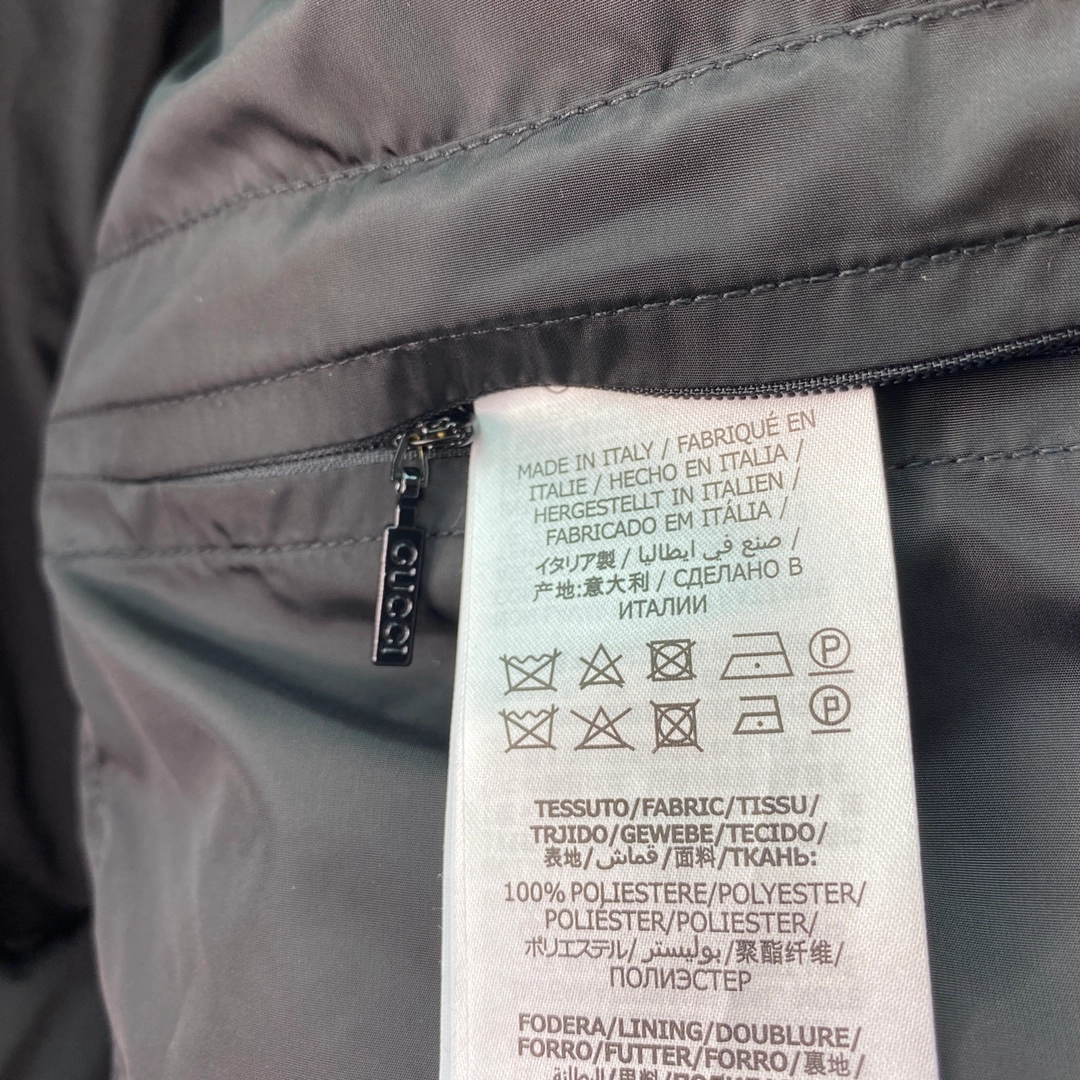 MADE IN ITALY / FABRIQUÉ EN
ITALIE / HECHO EN ITALIA /
HERGESTELLT IN ITALIEN /
FABRICADO EM ITÁLIA /
イタリア製 / صنع في ايطاليا /
产地:意大利 / СДЕЛАНО В
ИТАЛИИ
GUCCI
P
P
TESSUTO/FABRIC/TISSU/
TRJIDO/GEWEBE/TECIDO/
表地/قماش/面料/ТКАНЬ:
100% POLIESTERE/POLYESTER/
POLIÉSTER/POLIESTER/
ポリエステル/بوليستر/聚酯纤维/
ПОЛИЭСТЕР
FODERA/LINING/DOUBLURE/
FORRO/FUTTER/FORRO/裏地/